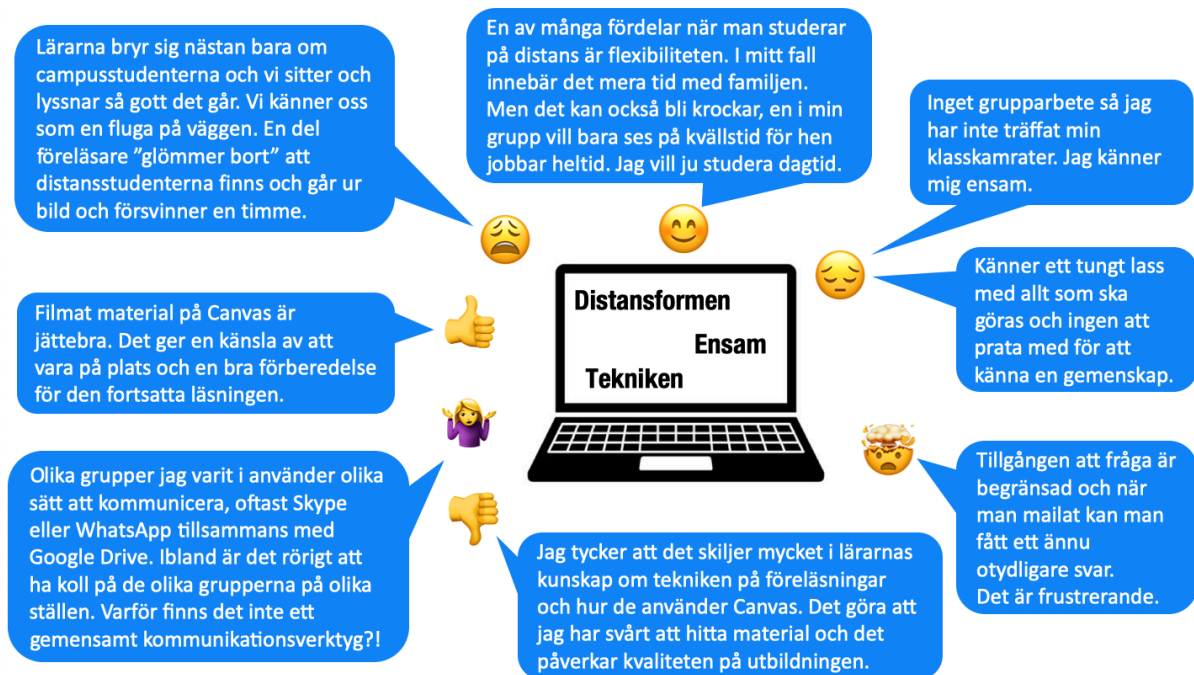 Lärarna bryr sig nästan bara om
campusstudenterna och vi sitter och
lyssnar så gott det går. Vi känner oss
som en fluga på väggen. En del
föreläsare ”glömmer bort” att
distansstudenterna finns och går ur
bild och försvinner en timme.
En av många fördelar när man studerar
på distans är flexibiliteten. I mitt fall
innebär det mera tid med familjen.
Men det kan också bli krockar, en i min
grupp vill bara ses på kvällstid för hen
jobbar heltid. Jag vill ju studera dagtid.
Inget grupparbete så jag
har inte träffat min
klasskamrater. Jag känner
mig ensam.
Känner ett tungt lass
med allt som ska
göras och ingen att
prata med för att
känna en gemenskap.
Filmat material på Canvas är
jättebra. Det ger en känsla av att
vara på plats och en bra förberedelse
för den fortsatta läsningen.
Distansformen
Ensam
Tekniken
Olika grupper jag varit i använder olika
sätt att kommunicera, oftast Skype
eller WhatsApp tillsammans med
Google Drive. Ibland är det rörigt att
ha koll på de olika grupperna på olika
ställen. Varför finns det inte ett
gemensamt kommunikationsverktyg?!
Jag tycker att det skiljer mycket i lärarnas
kunskap om tekniken på föreläsningar
och hur de använder Canvas. Det göra att
jag har svårt att hitta material och det
påverkar kvaliteten på utbildningen.
Tillgången att fråga är
begränsad och när
man mailat kan man
fått ett ännu
otydligare svar.
Det är frustrerande.